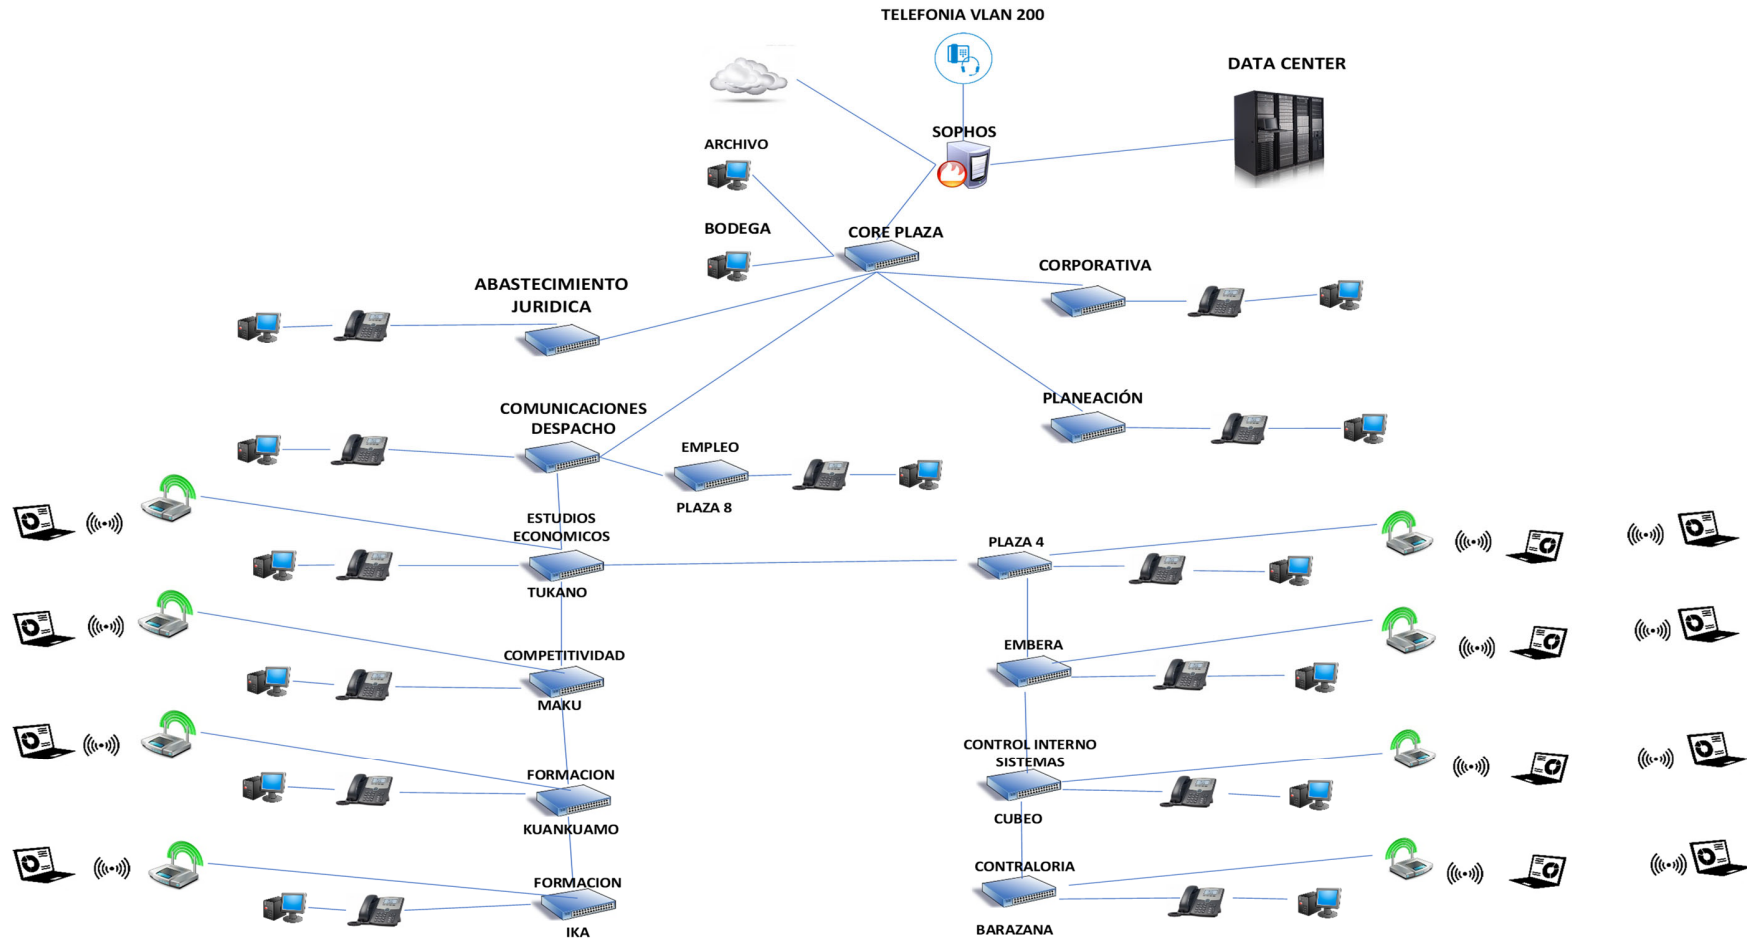 TELEFONIA VLAN 200
DATA CENTER
SOPHOS
ARCHIVO
BODEGA
CORE PLAZA
CORPORATIVA
ABASTECIMIENTO
JURIDICA
PLANEACIÓN
COMUNICACIONES
DESPACHO
EMPLEO
PLAZA 8
ESTUDIOS
ECONOMICOS
TUKANO
PLAZA 4
COMPETITIVIDAD
MAKU
EMBERA
FORMACION
KUANKUAMO
CONTROL INTERNO
SISTEMAS
CUBEO
FORMACION
IKA
CONTRALORIA
BARAZANA